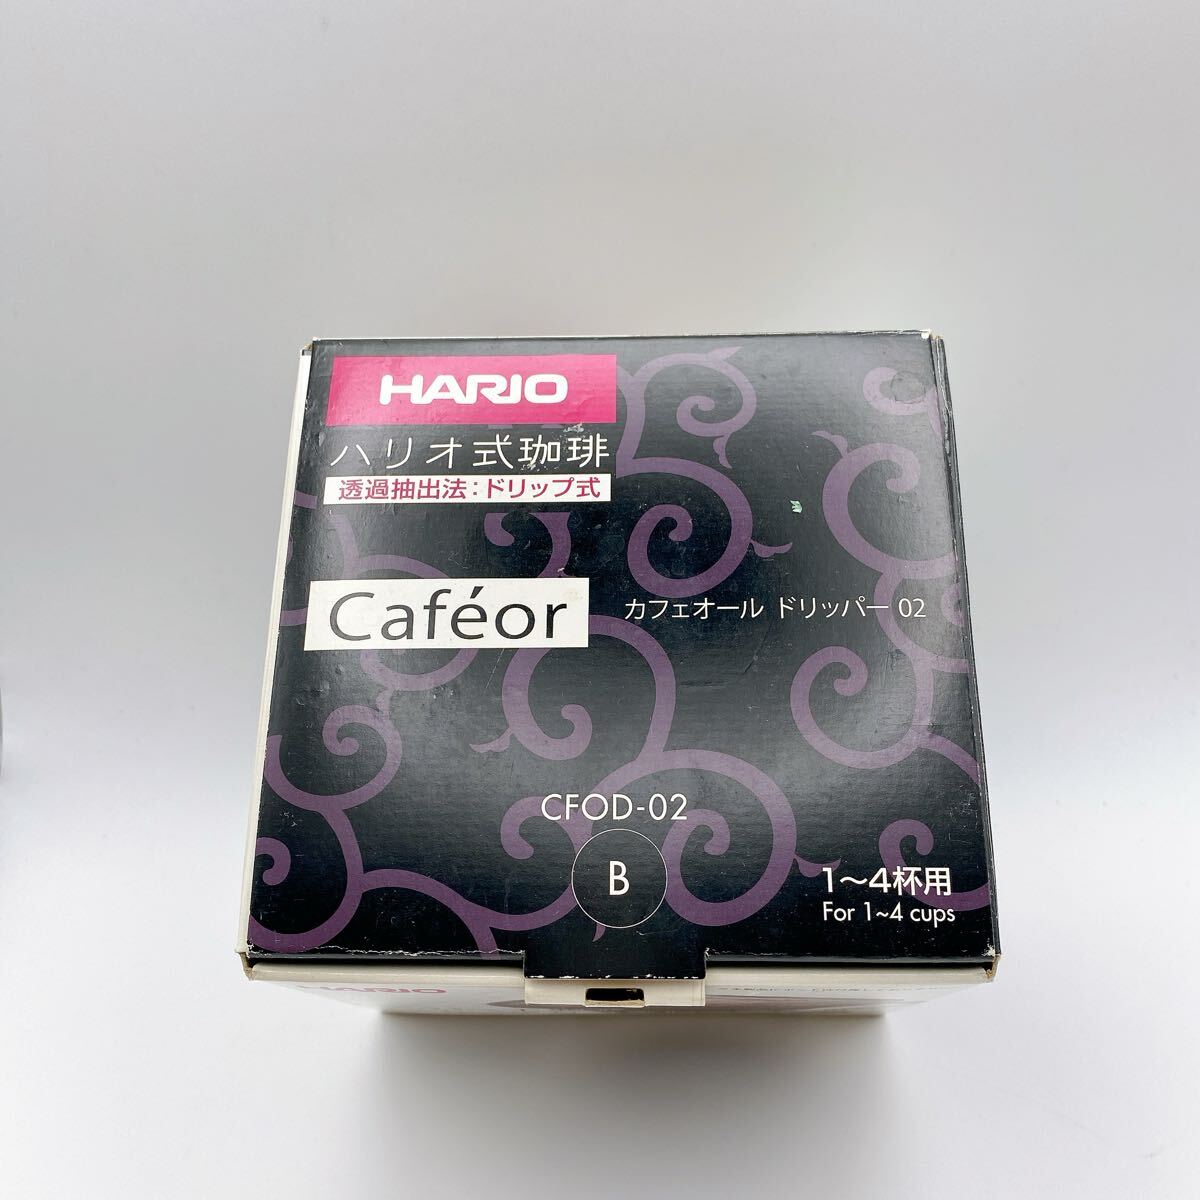 HARIO
ハリオ式珈琲
透過抽出法：ドリップ式
Caféor
カフェオール ドリッパー 02
CFOD-02
B
1～4杯用
For 1~4 cups
HARIO